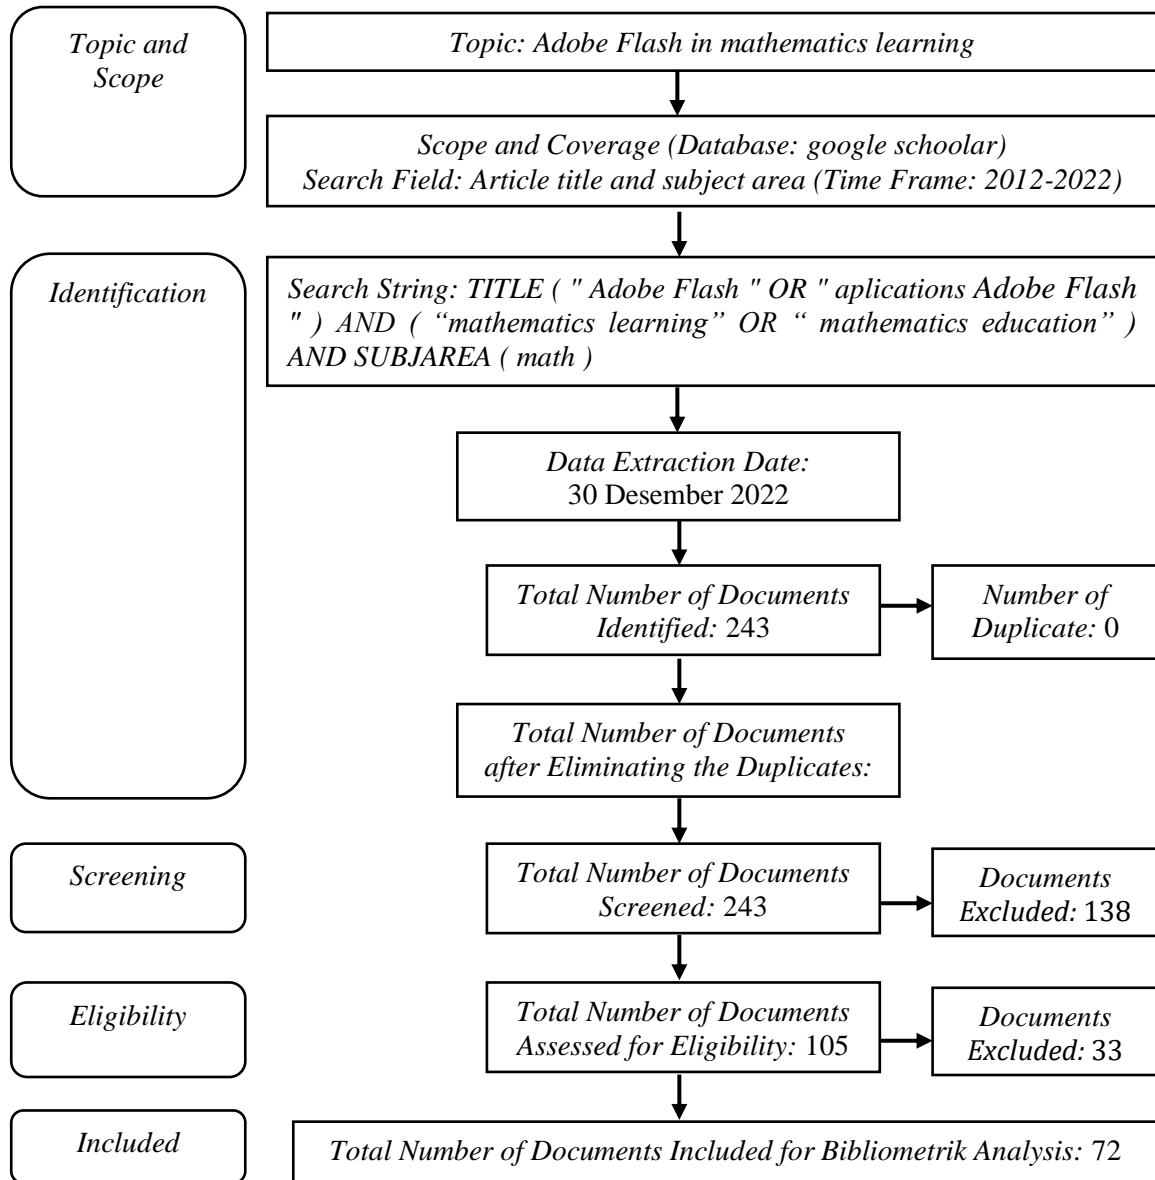 Topic and
Scope
Topic: Adobe Flash in mathematics learning
Scope and Coverage (Database: google schoolar)
Search Field: Article title and subject area (Time Frame: 2012-2022)
Identification
Search String: TITLE ( " Adobe Flash " OR " aplications Adobe Flash
" ) AND ( “mathematics learning” OR “ mathematics education” )
AND SUBJAREA ( math )
Data Extraction Date:
30 Desember 2022
Total Number of Documents
Identified: 243
Number of
Duplicate: 0
Total Number of Documents
after Eliminating the Duplicates:
Screening
Total Number of Documents
Screened: 243
Documents
Excluded: 138
Eligibility
Total Number of Documents
Assessed for Eligibility: 105
Documents
Excluded: 33
Included
Total Number of Documents Included for Bibliometrik Analysis: 72